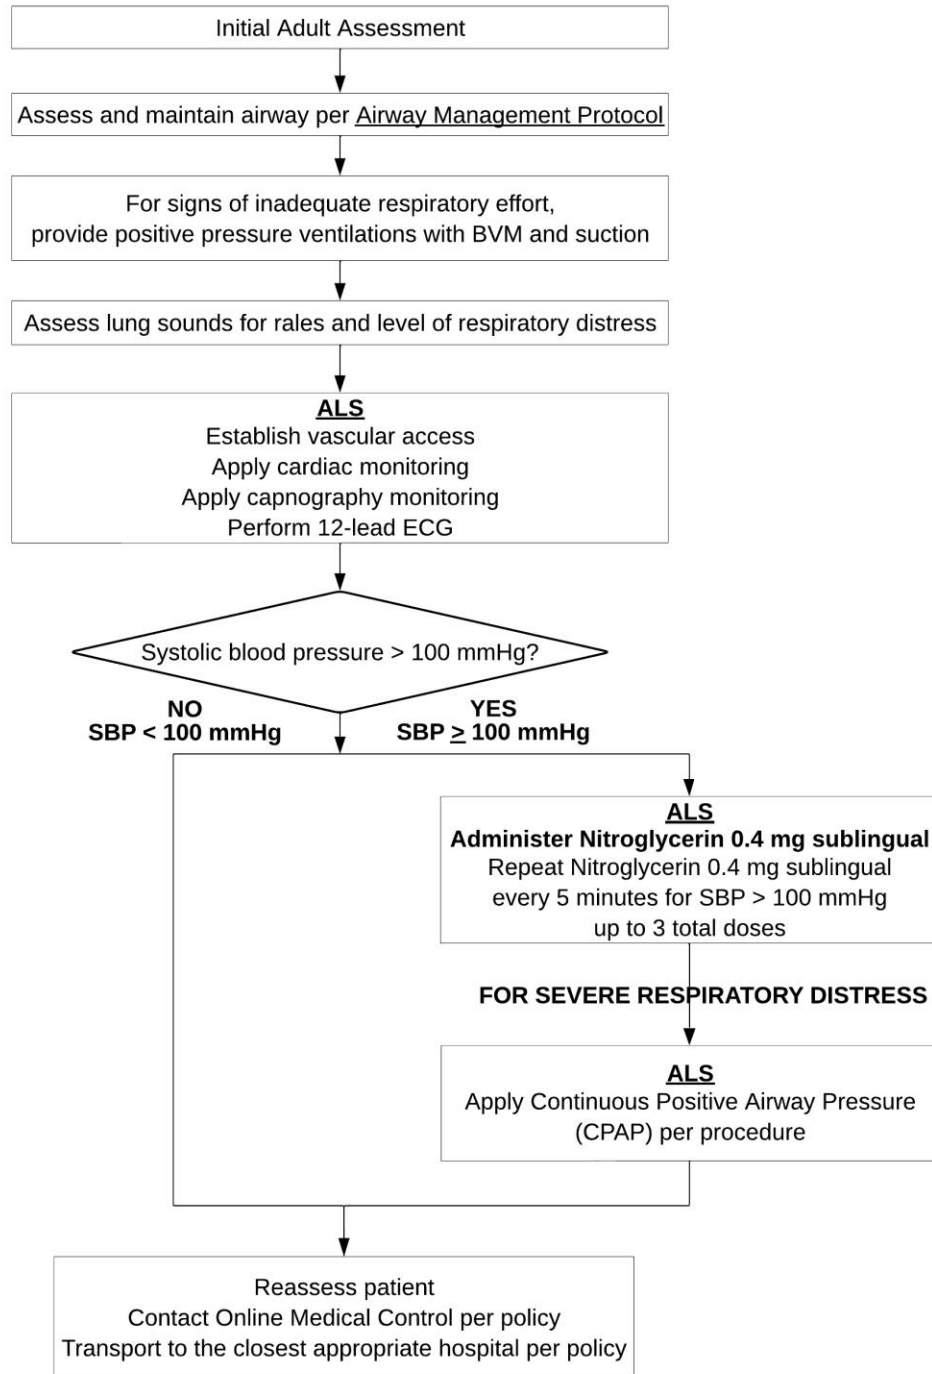 Initial Adult Assessment
Assess and maintain airway per Airway Management Protocol
For signs of inadequate respiratory effort,
provide positive pressure ventilations with BVM and suction
Assess lung sounds for rales and level of respiratory distress
ALS
Establish vascular access
Apply cardiac monitoring
Apply capnography monitoring
Perform 12-lead ECG
Systolic blood pressure > 100 mmHg?
NO
SBP < 100 mmHg
YES
SBP ≥ 100 mmHg
ALS
Administer Nitroglycerin 0.4 mg sublingual
Repeat Nitroglycerin 0.4 mg sublingual
every 5 minutes for SBP > 100 mmHg
up to 3 total doses
FOR SEVERE RESPIRATORY DISTRESS
ALS
Apply Continuous Positive Airway Pressure
(CPAP) per procedure
Reassess patient
Contact Online Medical Control per policy
Transport to the closest appropriate hospital per policy